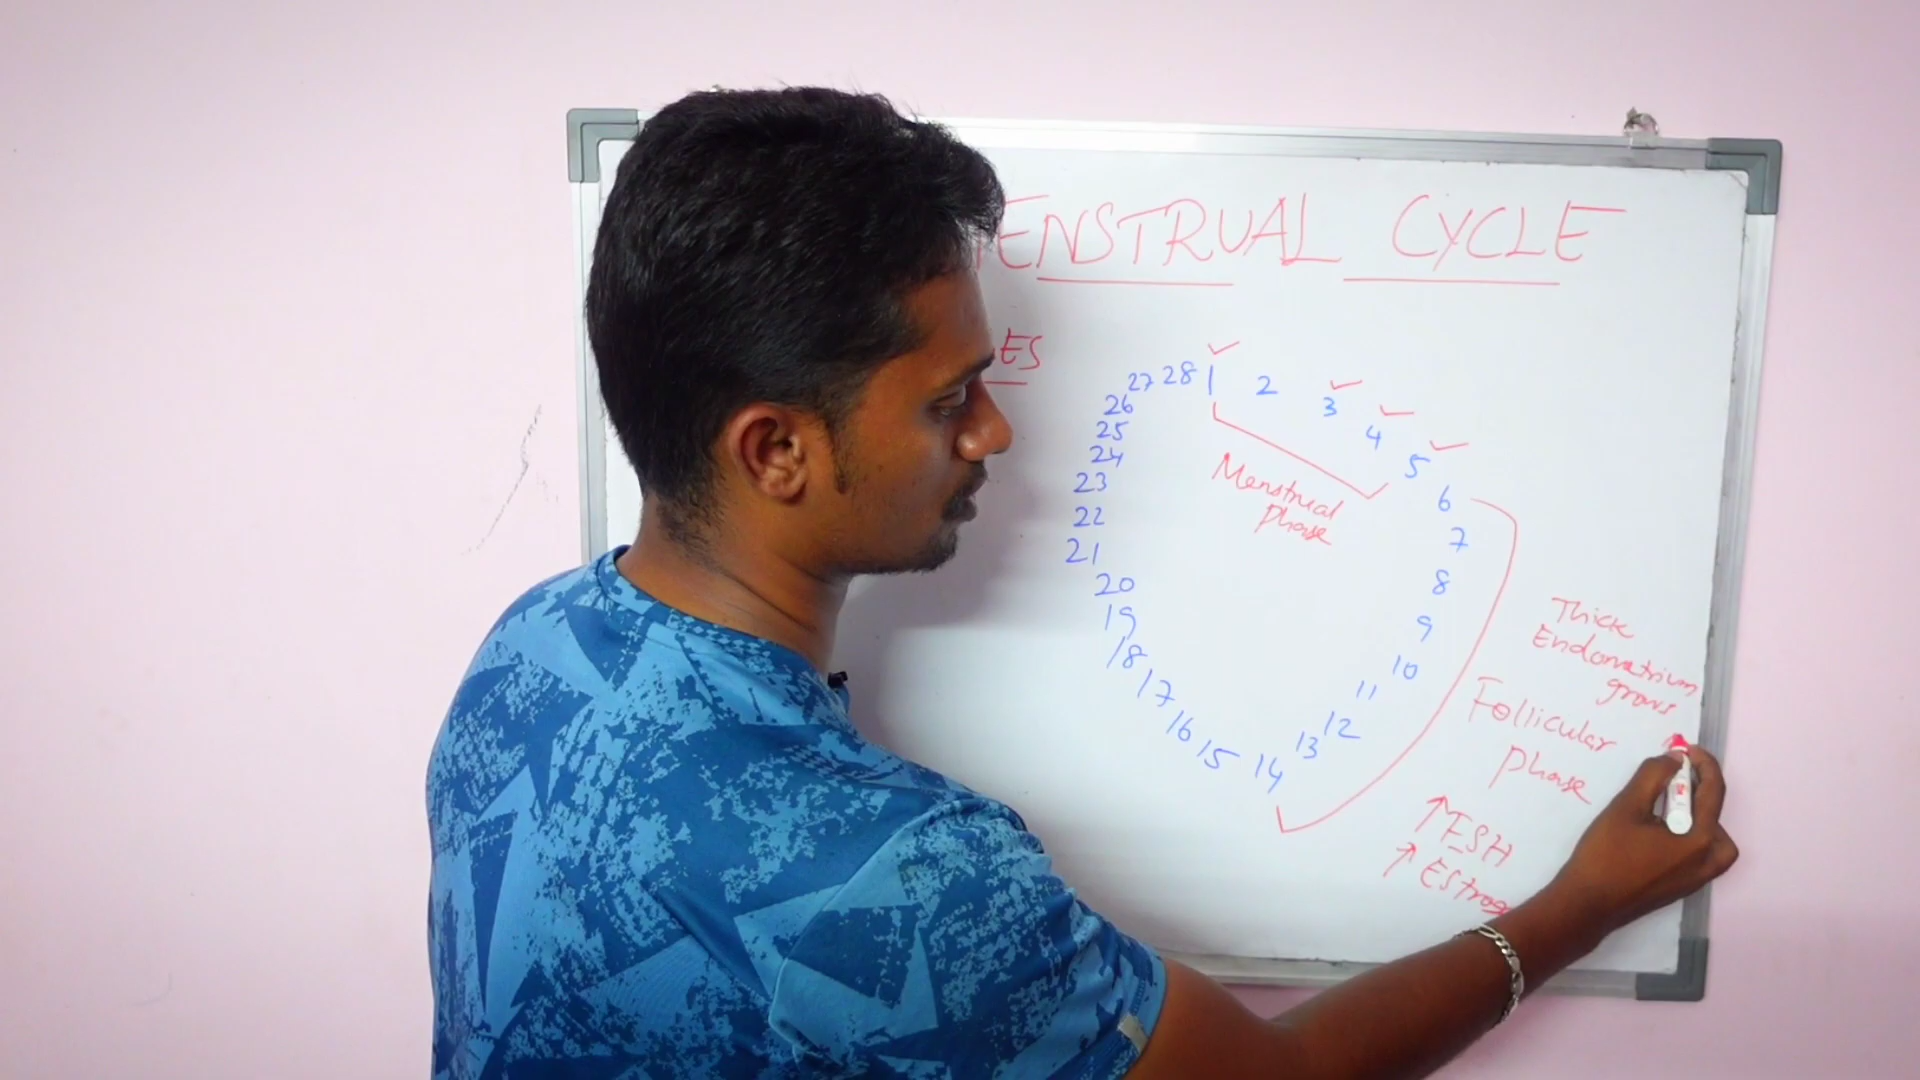 ENSTRUAL CYCLE
ES
1
2
3
4
5
6
7
8
9
10
11
12
13
14
15
16
17
18
19
20
21
22
23
24
25
26
27
28
Menstrual
phase
Thick
Endometrium
grows
Follicular
phase
↑ FSH
↑ Estrog